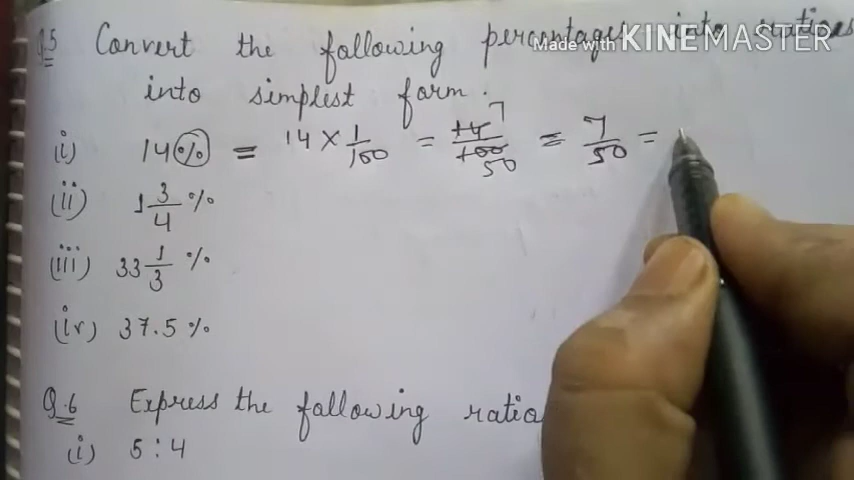 Q.5 Convert the following percentages into ratios
into simplest form.
(i) 14% = 14 × 1/100 = 14/100 7 50 = 7/50 =
(ii) 1 3/4 %
(iii) 33 1/3 %
(iv) 37.5 %
Q.6 Express the following ratio
(i) 5:4
Made with KINEMASTER